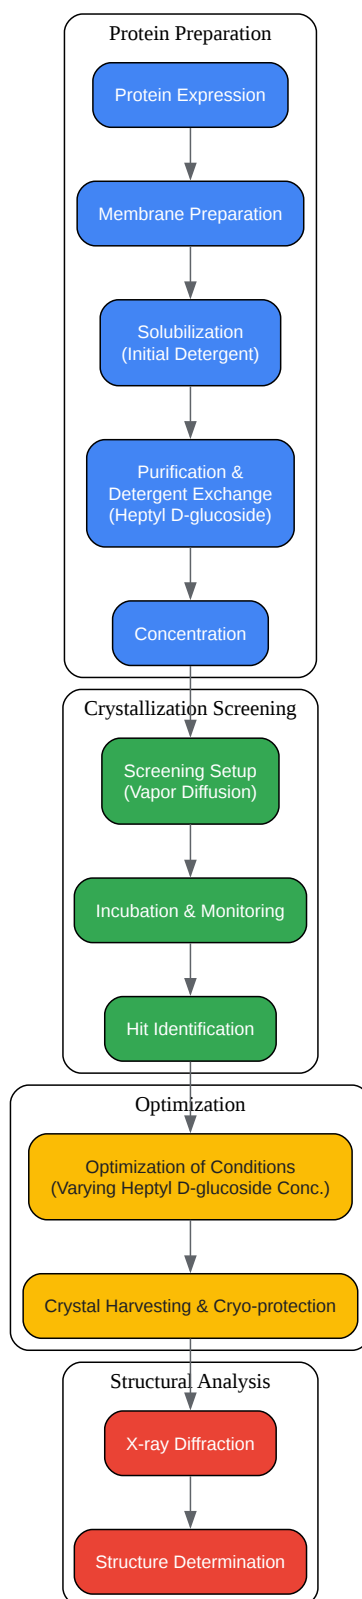 Protein Preparation
Protein Expression
Membrane Preparation
Solubilization
(Initial Detergent)
Purification &
Detergent Exchange
(Heptyl D-glucoside)
Concentration
Crystallization Screening
Screening Setup
(Vapor Diffusion)
Incubation & Monitoring
Hit Identification
Optimization
Optimization of Conditions
(Varying Heptyl D-glucoside Conc.)
Crystal Harvesting & Cryo-protection
Structural Analysis
X-ray Diffraction
Structure Determination